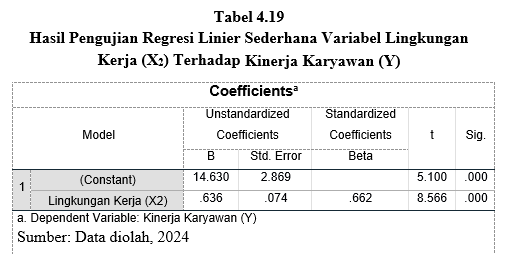 Tabel 4.19
Hasil Pengujian Regresi Linier Sederhana Variabel Lingkungan
Kerja (X₂) Terhadap Kinerja Karyawan (Y)
Coefficientsᵃ
Model Unstandardized Coefficients Standardized Coefficients t Sig.
B Std. Error Beta
1 (Constant) 14.630 2.869 5.100 .000
Lingkungan Kerja (X2) .636 .074 .662 8.566 .000
a. Dependent Variable: Kinerja Karyawan (Y)
Sumber: Data diolah, 2024